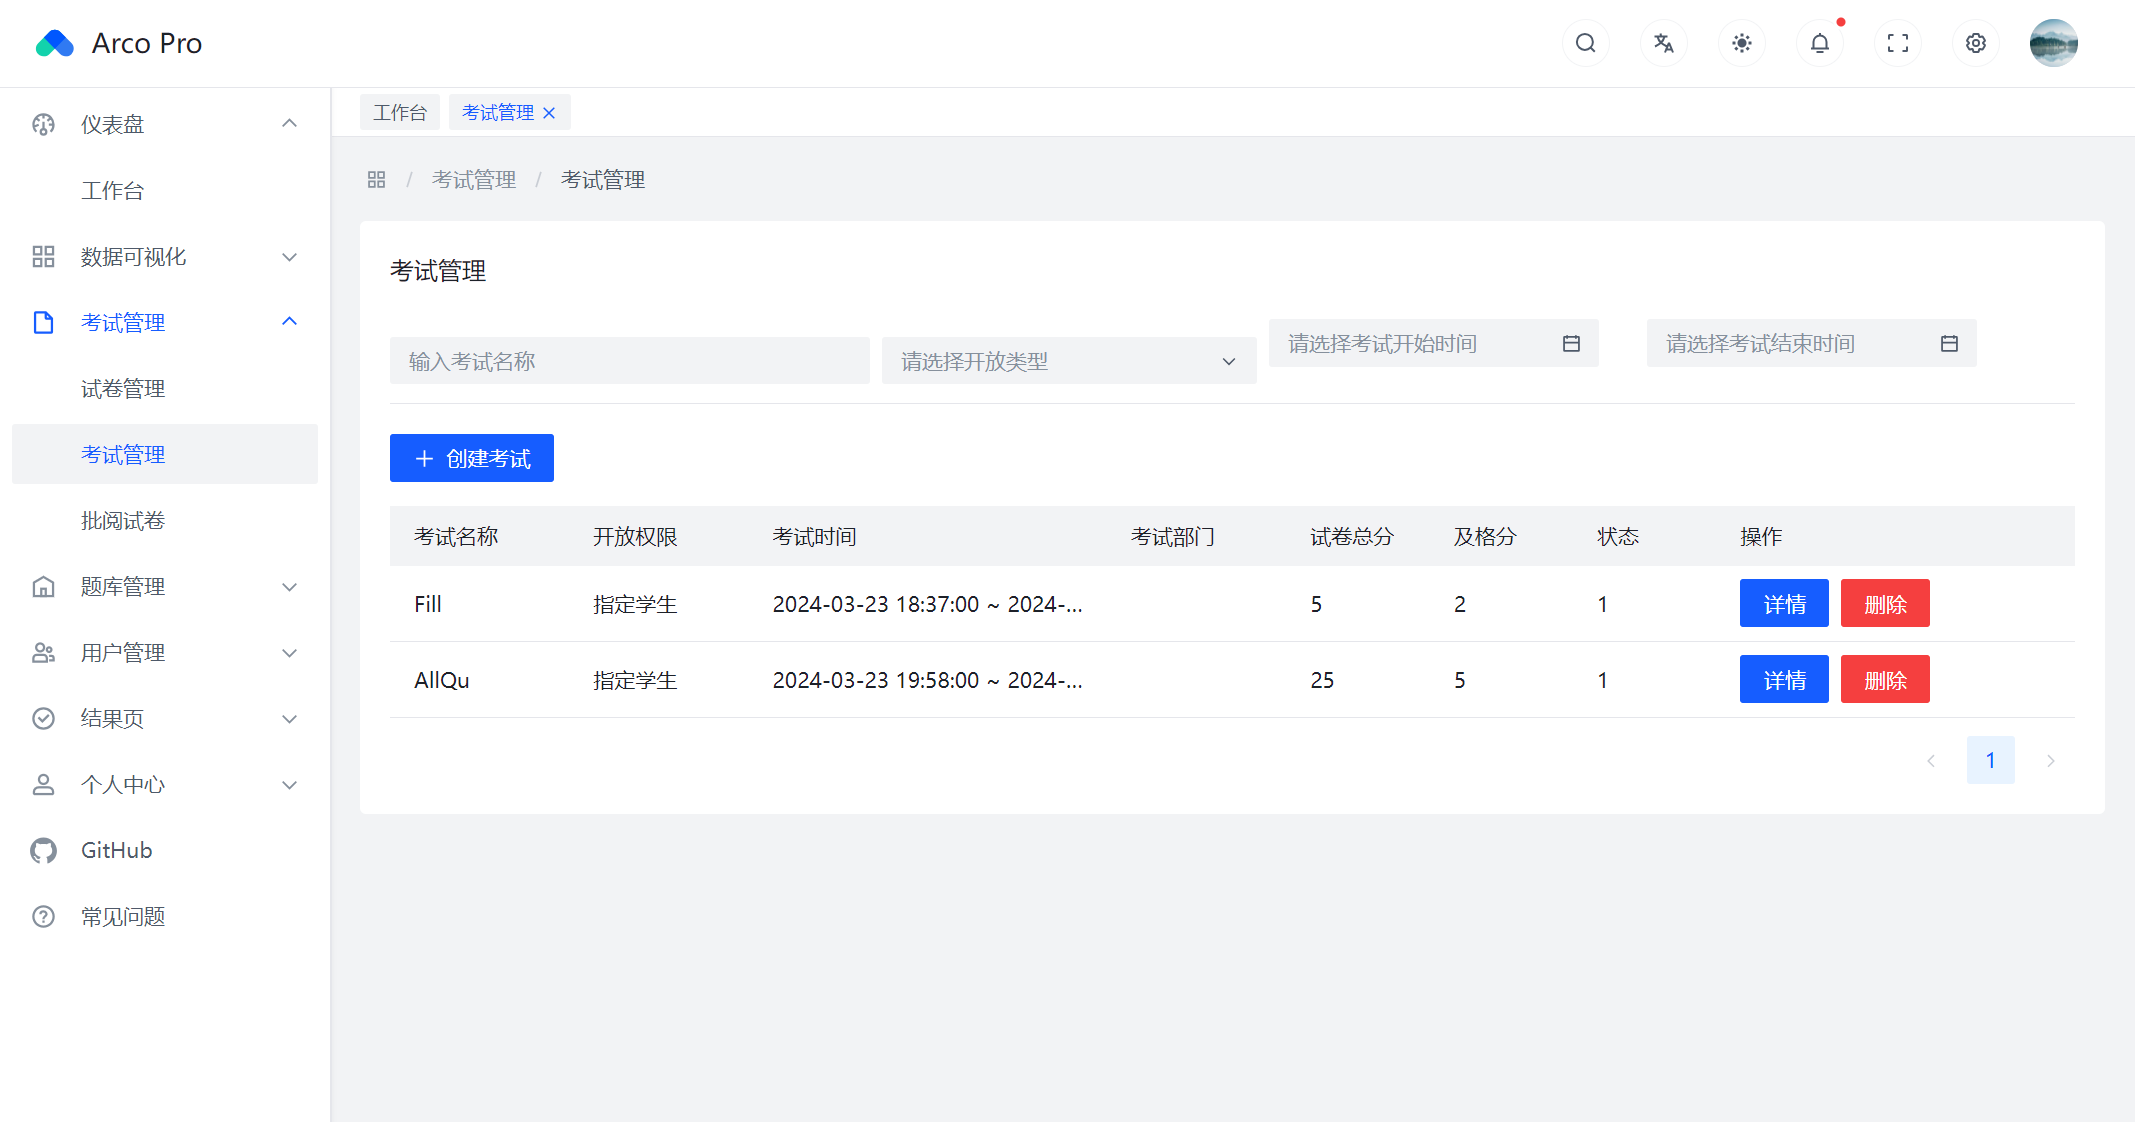 Arco Pro
仪表盘
工作台
数据可视化
考试管理
试卷管理
考试管理
批阅试卷
题库管理
用户管理
结果页
个人中心
GitHub
常见问题
工作台 考试管理
/ 考试管理 / 考试管理
考试管理
输入考试名称 请选择开放类型 请选择考试开始时间 请选择考试结束时间
创建考试
考试名称 开放权限 考试时间 考试部门 试卷总分 及格分 状态 操作
Fill 指定学生 2024-03-23 18:37:00 ~ 2024-... 5 2 1 详情 删除
AllQu 指定学生 2024-03-23 19:58:00 ~ 2024-... 25 5 1 详情 删除
1